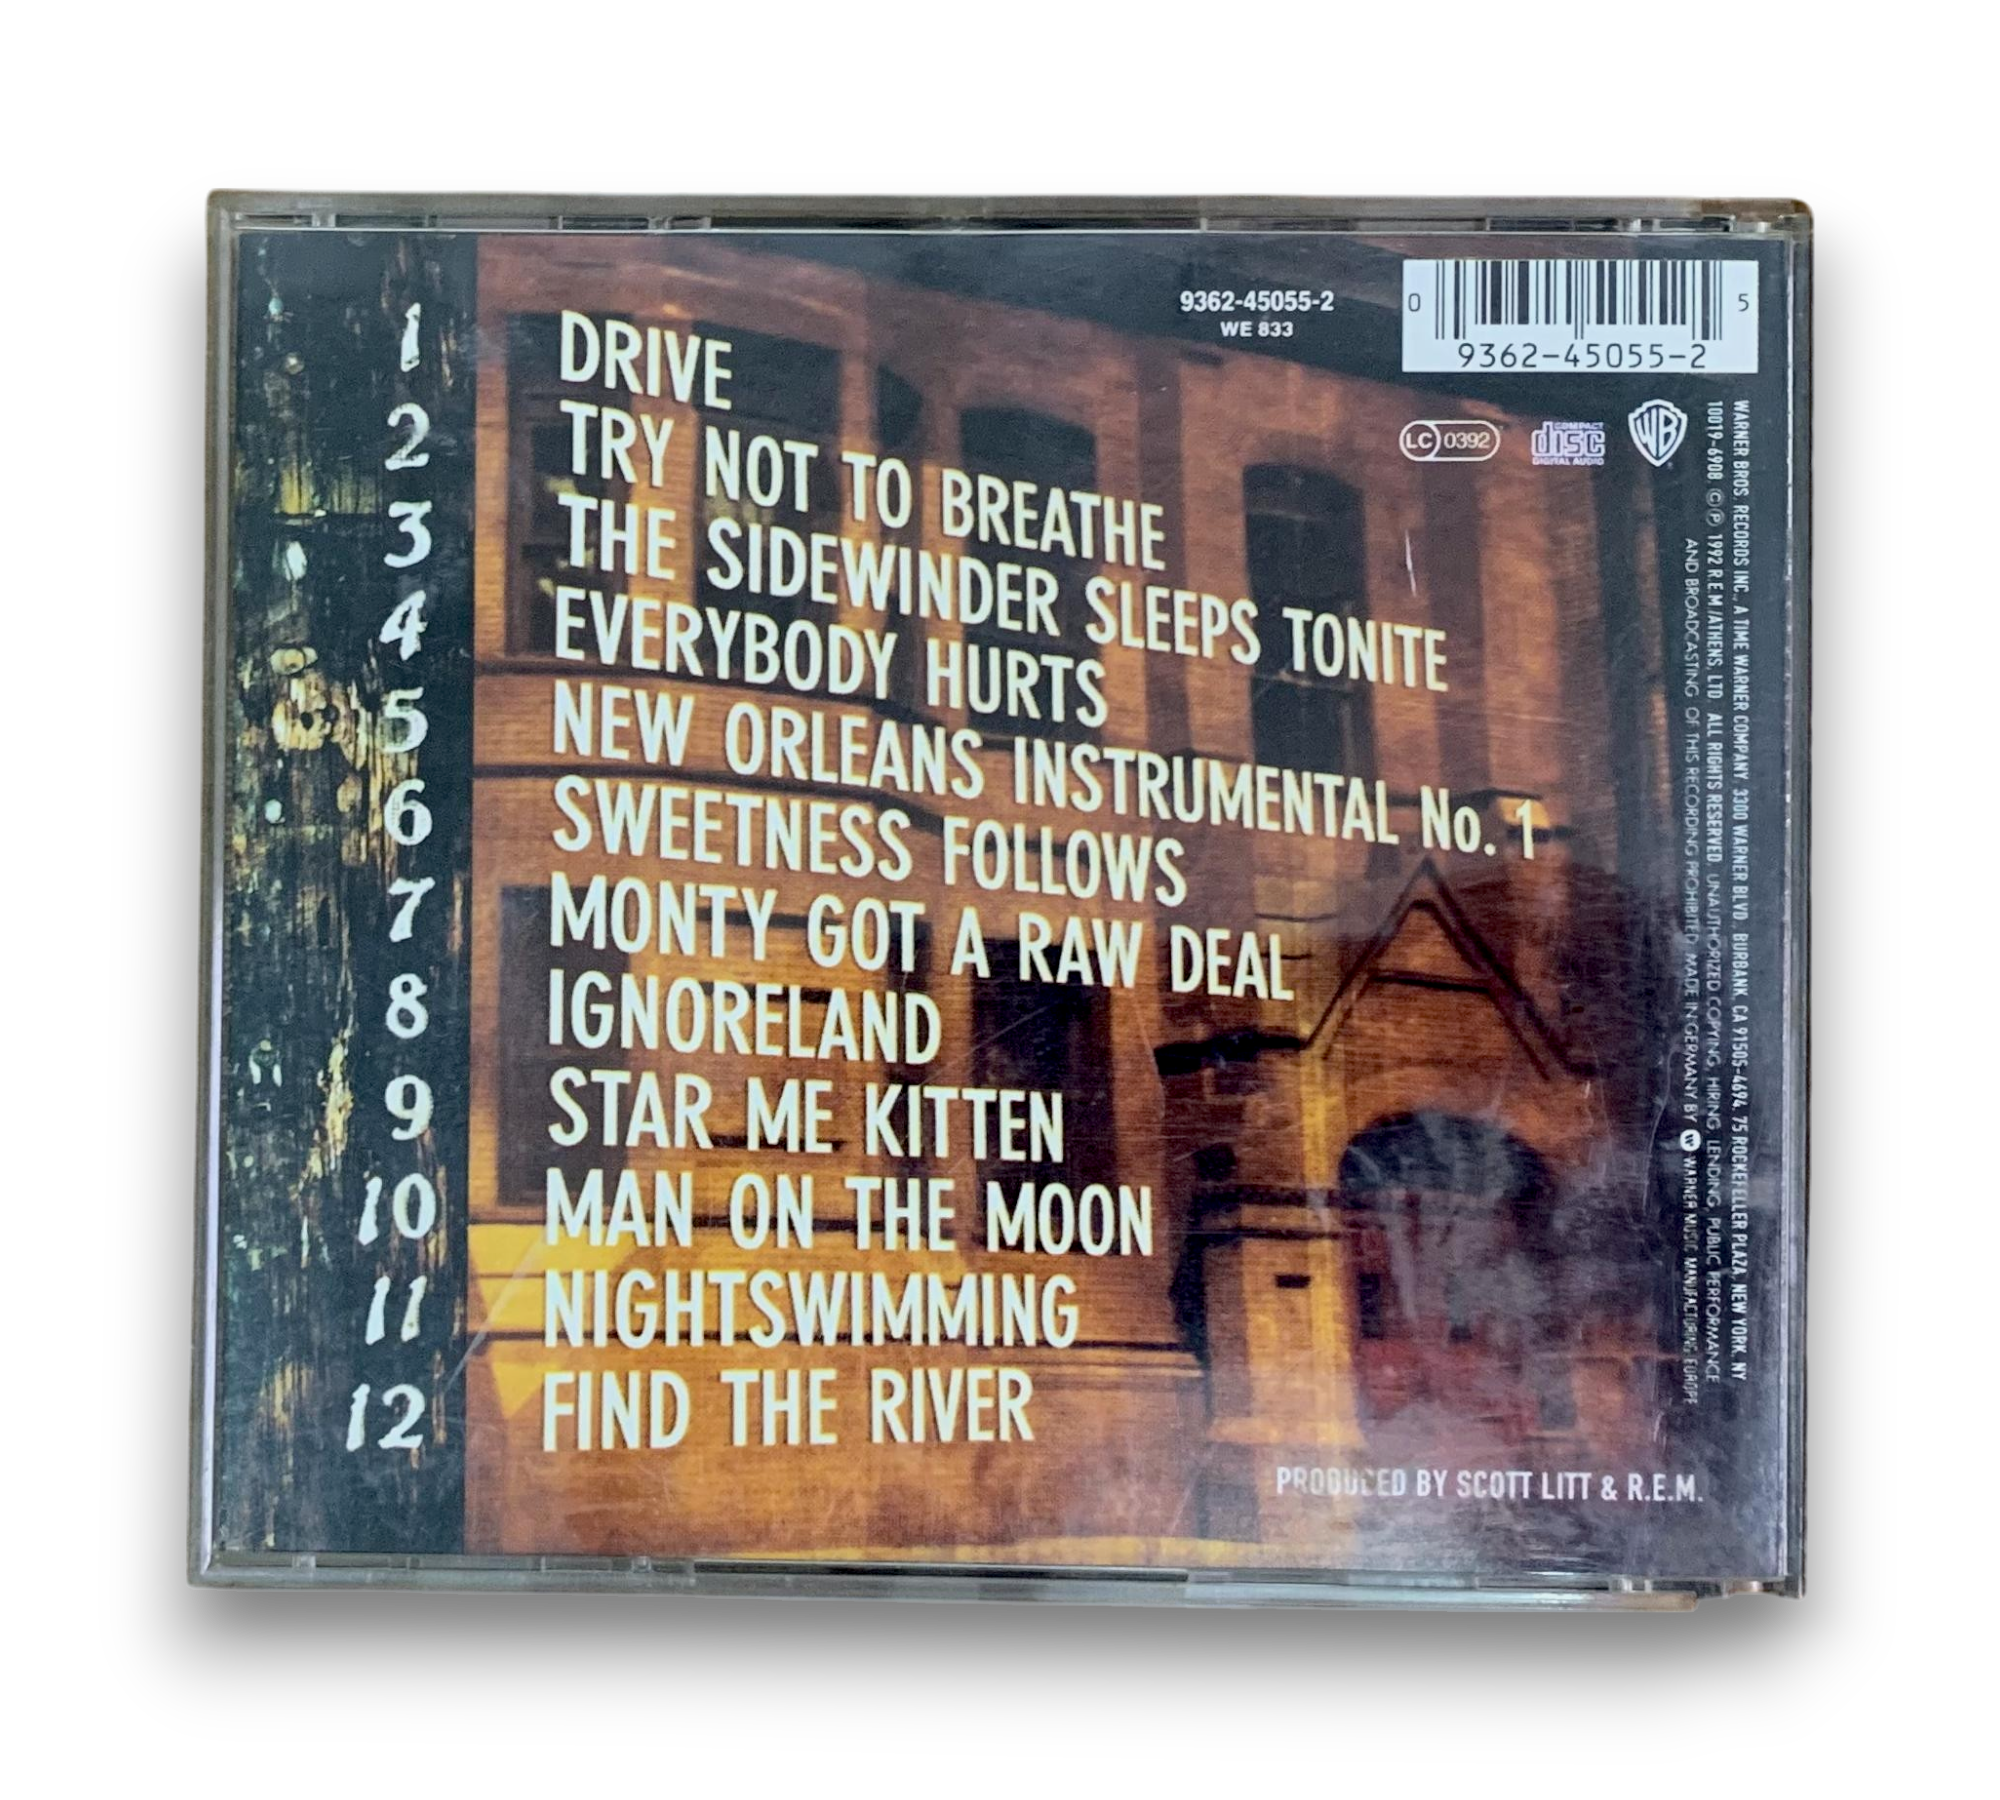 1 DRIVE
2 TRY NOT TO BREATHE
3 THE SIDEWINDER SLEEPS TONITE
4 EVERYBODY HURTS
5 NEW ORLEANS INSTRUMENTAL No. 1
6 SWEETNESS FOLLOWS
7 MONTY GOT A RAW DEAL
8 IGNORELAND
9 STAR ME KITTEN
10 MAN ON THE MOON
11 NIGHTSWIMMING
12 FIND THE RIVER
9362-45055-2
WE 833
0 5
9362-45055-2
LC 0392
COMPACT
disc
DIGITAL AUDIO
WB
WARNER BROS. RECORDS INC., A TIME WARNER COMPANY, 3300 WARNER BLVD., BURBANK, CA 91505-4694, 75 ROCKEFELLER PLAZA, NEW YORK, NY
10019-6908. ©℗ 1992 R.E.M./ATHENS, LTD. ALL RIGHTS RESERVED. UNAUTHORIZED COPYING, HIRING, LENDING, PUBLIC PERFORMANCE
AND BROADCASTING OF THIS RECORDING PROHIBITED. MADE IN GERMANY BY WARNER MUSIC MANUFACTURING EUROPE
PRODUCED BY SCOTT LITT & R.E.M.